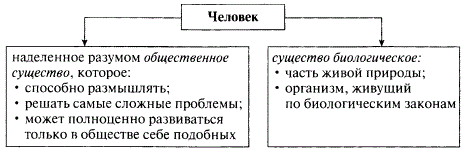 Человек
наделенное разумом общественное
существо, которое:
• способно размышлять;
• решать самые сложные проблемы;
• может полноценно развиваться
только в обществе себе подобных
существо биологическое:
• часть живой природы;
• организм, живущий
по биологическим законам